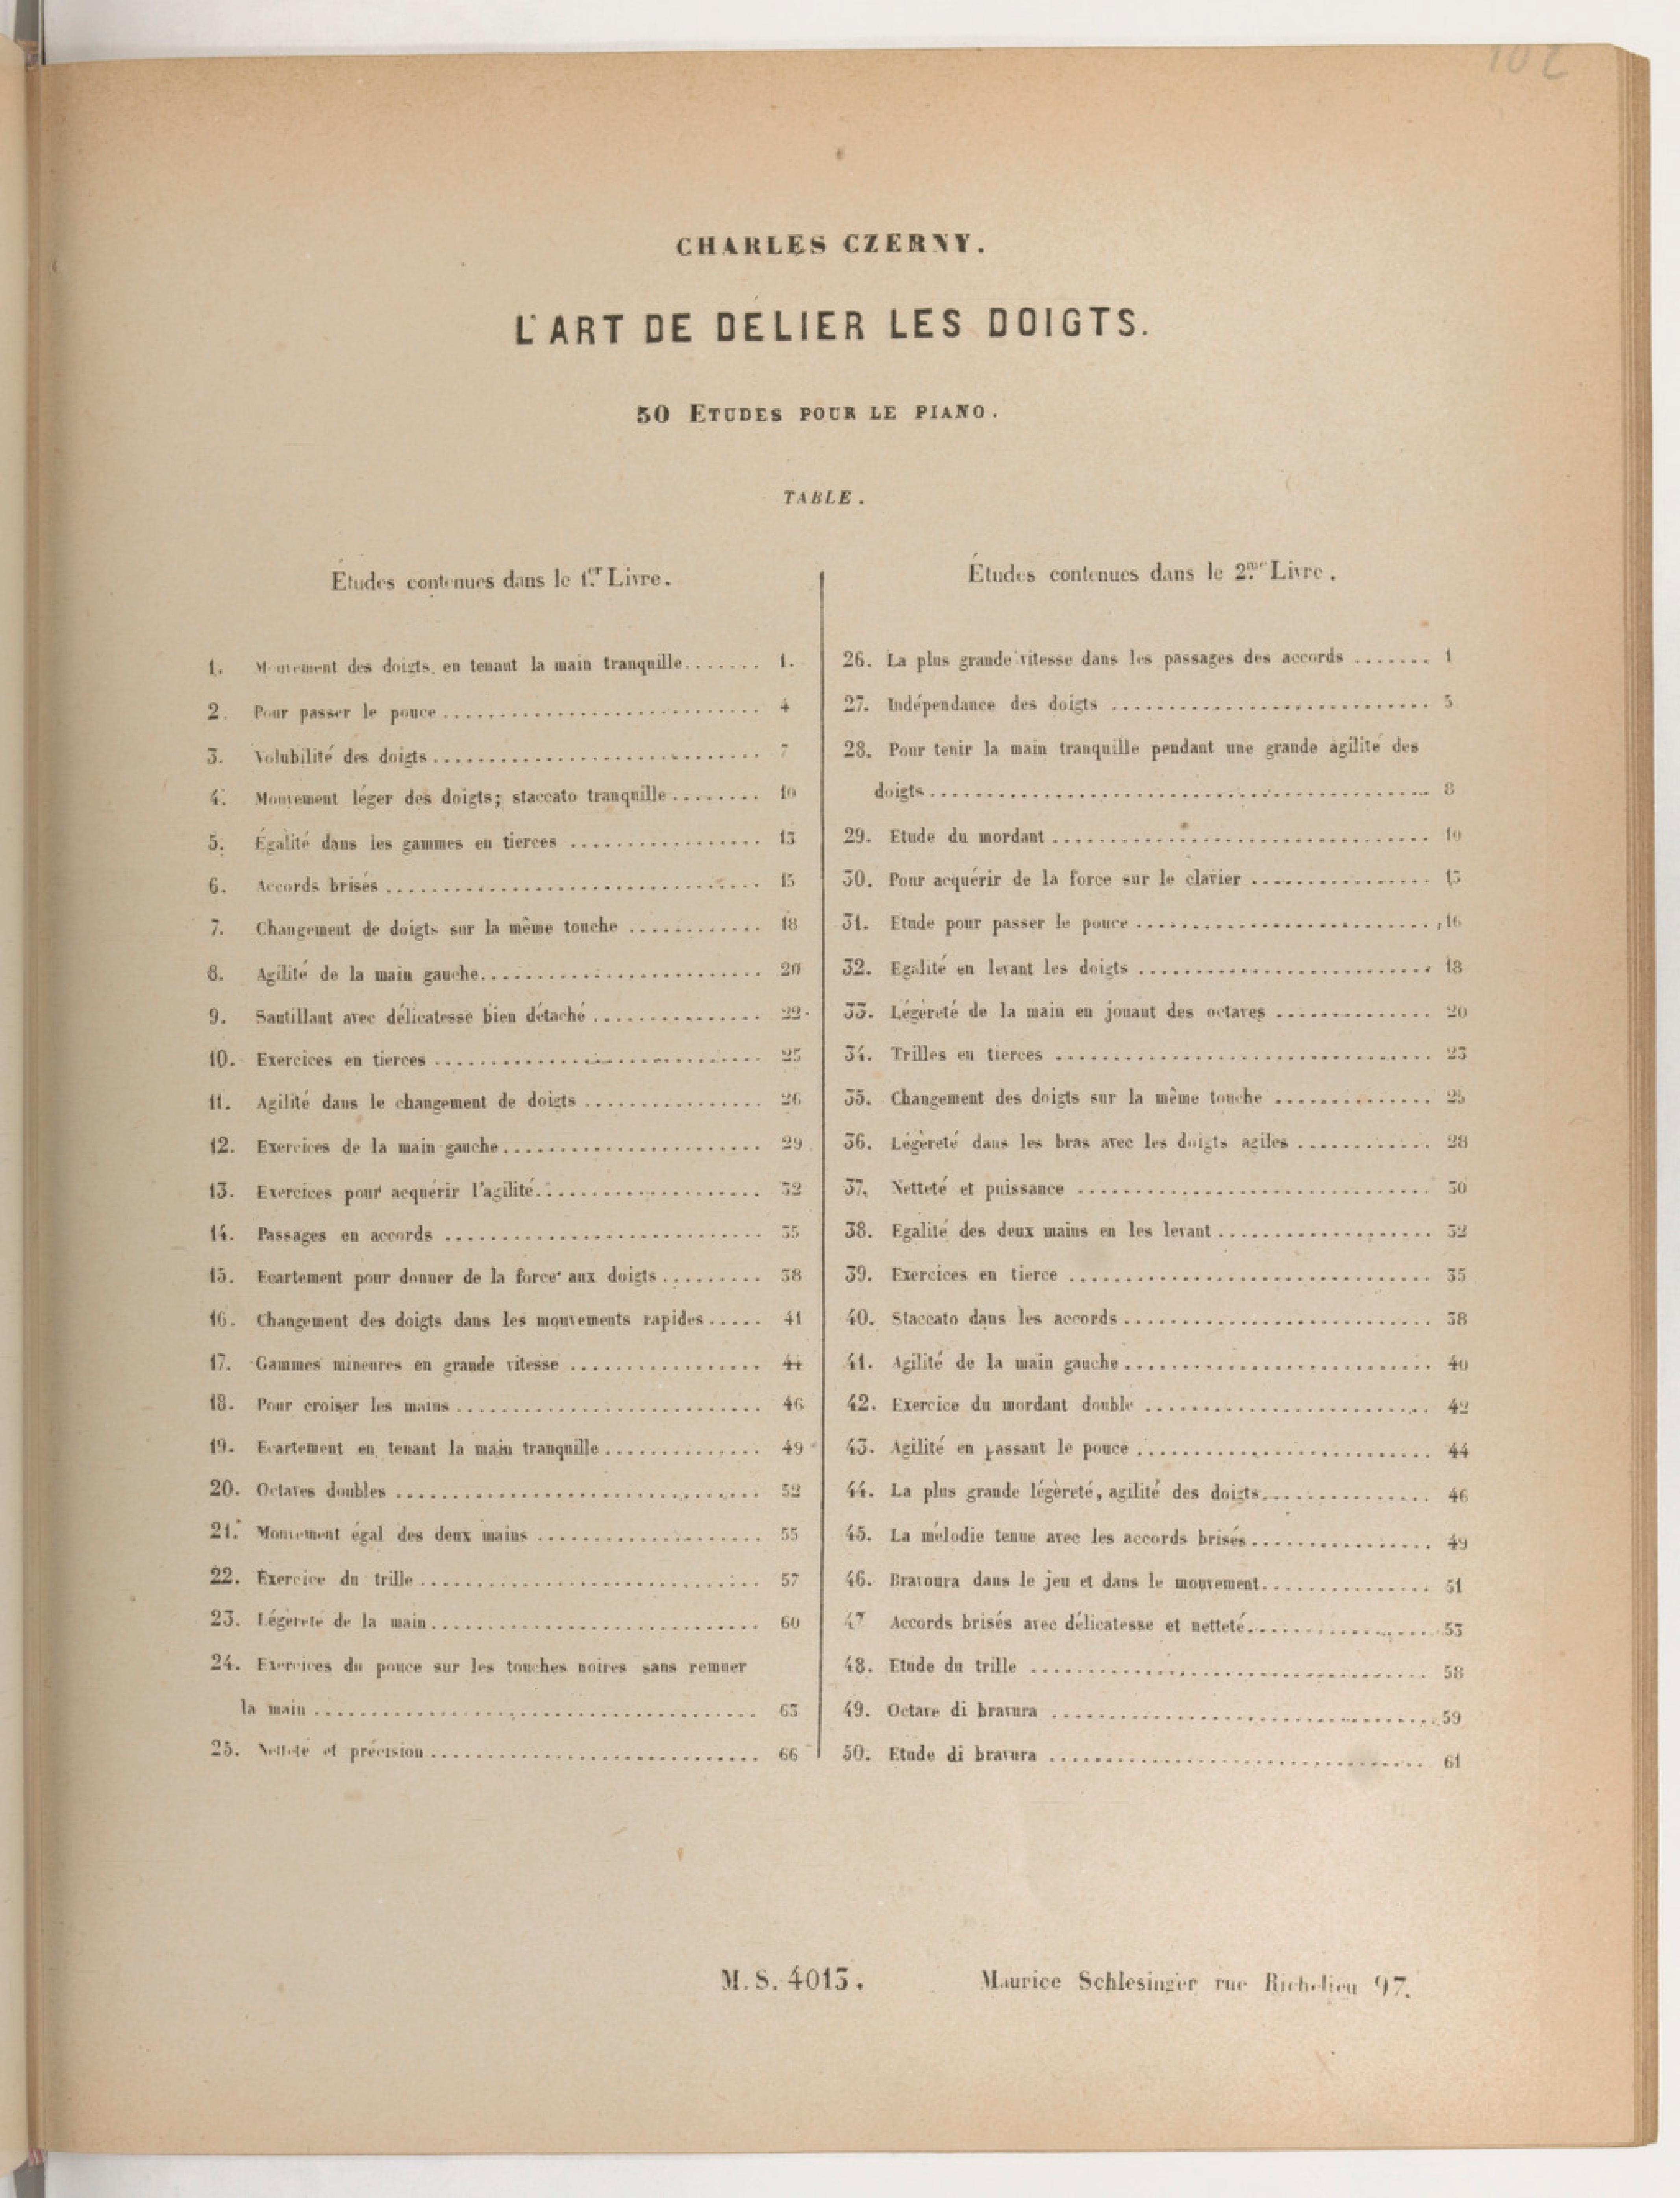 102
CHARLES CZERNY.
L'ART DE DÉLIER LES DOIGTS.
50 ETUDES POUR LE PIANO.
TABLE.
Études contenues dans le 1.er Livre.
1. Mouvement des doigts, en tenant la main tranquille....... 1.
2. Pour passer le pouce............................ 4
3. Volubilité des doigts............................. 7
4. Mouvement léger des doigts; staccato tranquille........ 10
5. Égalité dans les gammes en tierces ................. 13
6. Accords brisés ................................. 15
7. Changement de doigts sur la même touche ............ 18
8. Agilité de la main gauche......................... 20
9. Sautillant avec délicatesse bien détaché ............... 22.
10. Exercices en tierces ............................. 25
11. Agilité dans le changement de doigts ................ 26
12. Exercices de la main gauche....................... 29
13. Exercices pour acquérir l'agilité.................... 32
14. Passages en accords ............................ 35
15. Ecartement pour donner de la force aux doigts......... 38
16. Changement des doigts dans les mouvements rapides..... 41
17. Gammes mineures en grande vitesse ................. 44
18. Pour croiser les mains ........................... 46
19. Ecartement en tenant la main tranquille .............. 49
20. Octaves doubles ................................ 52
21. Mouvement égal des deux mains .................... 55
22. Exercice du trille .............................. 57
23. Légèreté de la main............................. 60
24. Exercices du pouce sur les touches noires sans remuer
la main ....................................... 63
25. Netteté et précision ............................. 66
Études contenues dans le 2.me Livre.
26. La plus grande vitesse dans les passages des accords ....... 1
27. Indépendance des doigts ............................ 5
28. Pour tenir la main tranquille pendant une grande agilité des
doigts............................................ 8
29. Etude du mordant ................................. 10
30. Pour acquérir de la force sur le clavier ................ 13
31. Etude pour passer le pouce .......................... 16
32. Egalité en levant les doigts .......................... 18
33. Légèreté de la main en jouant des octaves .............. 20
34. Trilles en tierces ................................. 23
35. Changement des doigts sur la même touche .............. 25
36. Légèreté dans les bras avec les doigts agiles ............ 28
37. Netteté et puissance ............................... 30
38. Egalité des deux mains en les levant ................... 32
39. Exercices en tierce ................................ 35
40. Staccato dans les accords ........................... 38
41. Agilité de la main gauche ........................... 40
42. Exercice du mordant double ......................... 42
43. Agilité en passant le pouce .......................... 44
44. La plus grande légèreté, agilité des doigts............... 46
45. La mélodie tenue avec les accords brisés................ 49
46. Bravoura dans le jeu et dans le mouvement............... 51
47 Accords brisés avec délicatesse et netteté................ 53
48. Etude du trille ................................... 58
49. Octave di bravura ................................. 59
50. Etude di bravura ................................. 61
M.S. 4013. Maurice Schlesinger rue Richelieu 97.